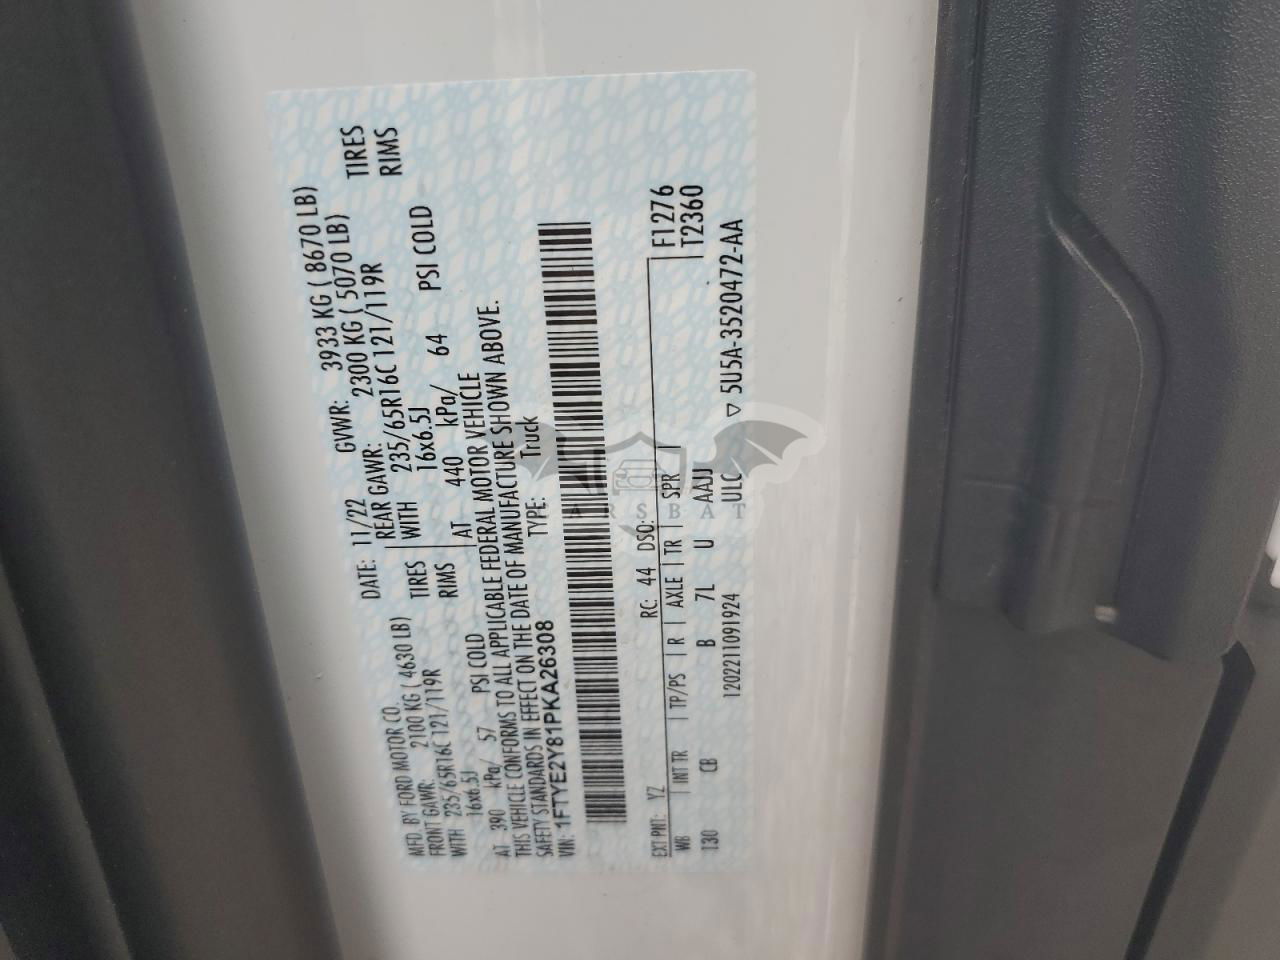 MFD. BY FORD MOTOR CO.
DATE: 11/22 GVWR: 3933 KG ( 8670 LB)
FRONT GAWR: 2100 KG ( 4630 LB) REAR GAWR: 2300 KG ( 5070 LB)
WITH 235/65R16C 121/119R TIRES WITH 235/65R16C 121/119R TIRES
16x6.5J RIMS 16x6.5J RIMS
AT 390 kPa/ 57 PSI COLD AT 440 kPa/ 64 PSI COLD
THIS VEHICLE CONFORMS TO ALL APPLICABLE FEDERAL MOTOR VEHICLE
SAFETY STANDARDS IN EFFECT ON THE DATE OF MANUFACTURE SHOWN ABOVE.
VIN: 1FTYE2Y81PKA26308 TYPE: Truck
EXT PNT: YZ RC: 44 DSO: F1276
WB INT TR TP/PS R AXLE TR SPR T2360
130 CB B 7L U AAUJ
120221109 1924 ULC ▽ 5U5A-3520472-AA
CARSBAT